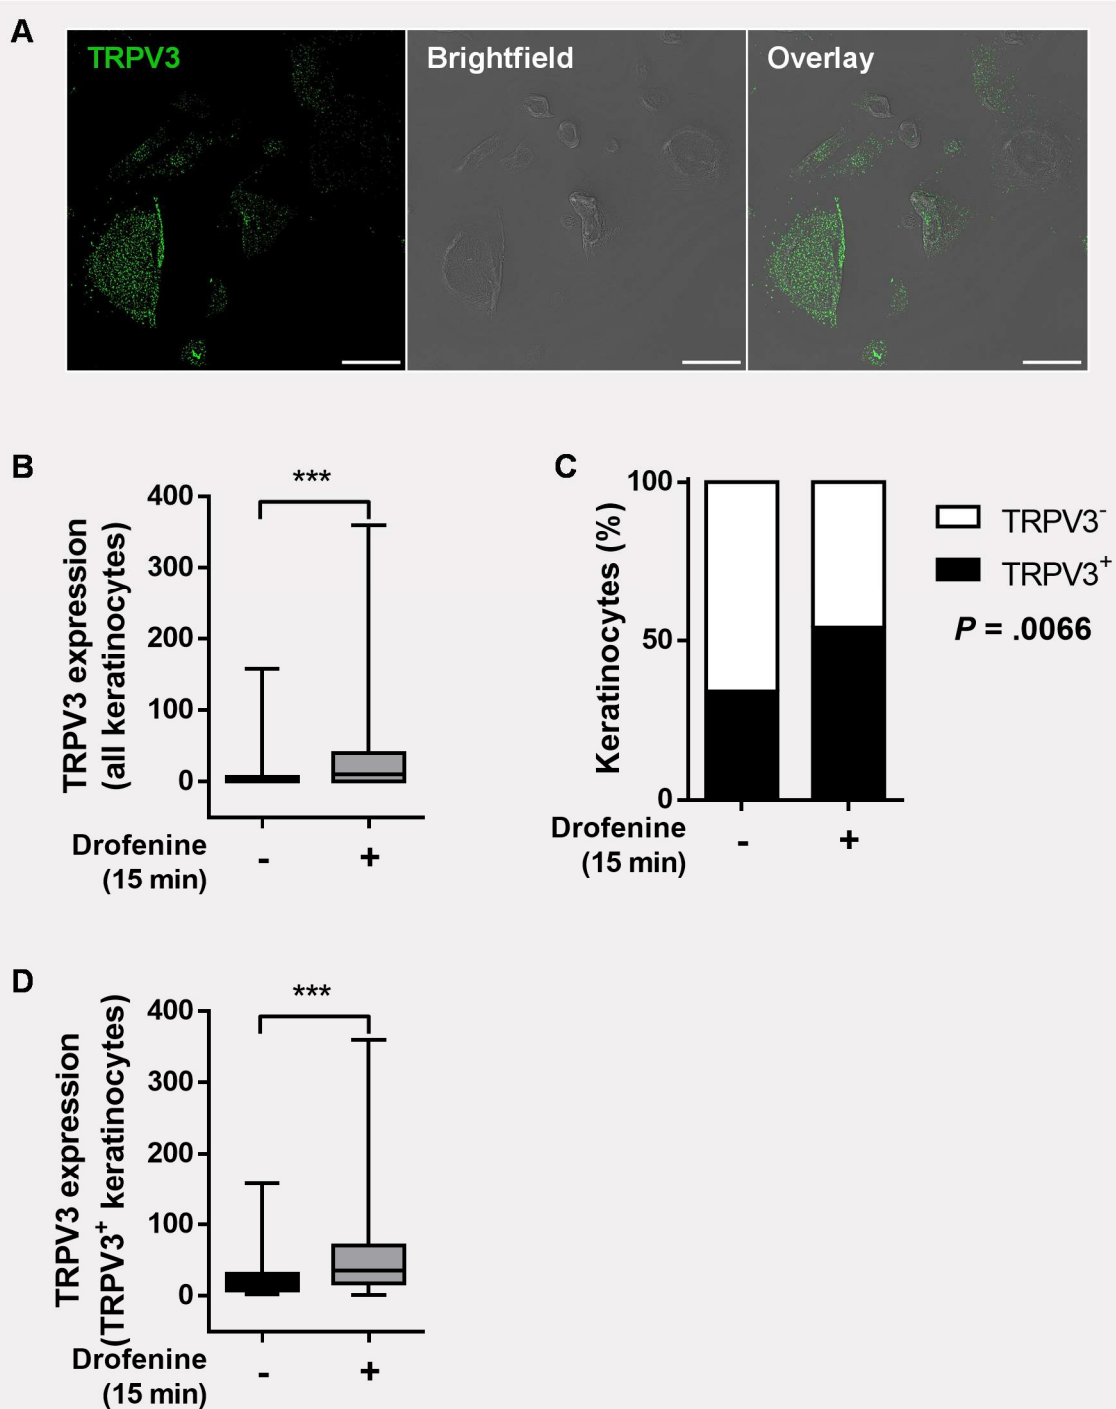 A
TRPV3
Brightfield
Overlay
B
TRPV3 expression
(all keratinocytes)
400
300
200
100
0
***
Drofenine
(15 min)
-
+
C
Keratinocytes (%)
100
50
0
Drofenine
(15 min)
-
+
TRPV3⁻
TRPV3⁺
P = .0066
D
TRPV3 expression
(TRPV3⁺ keratinocytes)
400
300
200
100
0
***
Drofenine
(15 min)
-
+